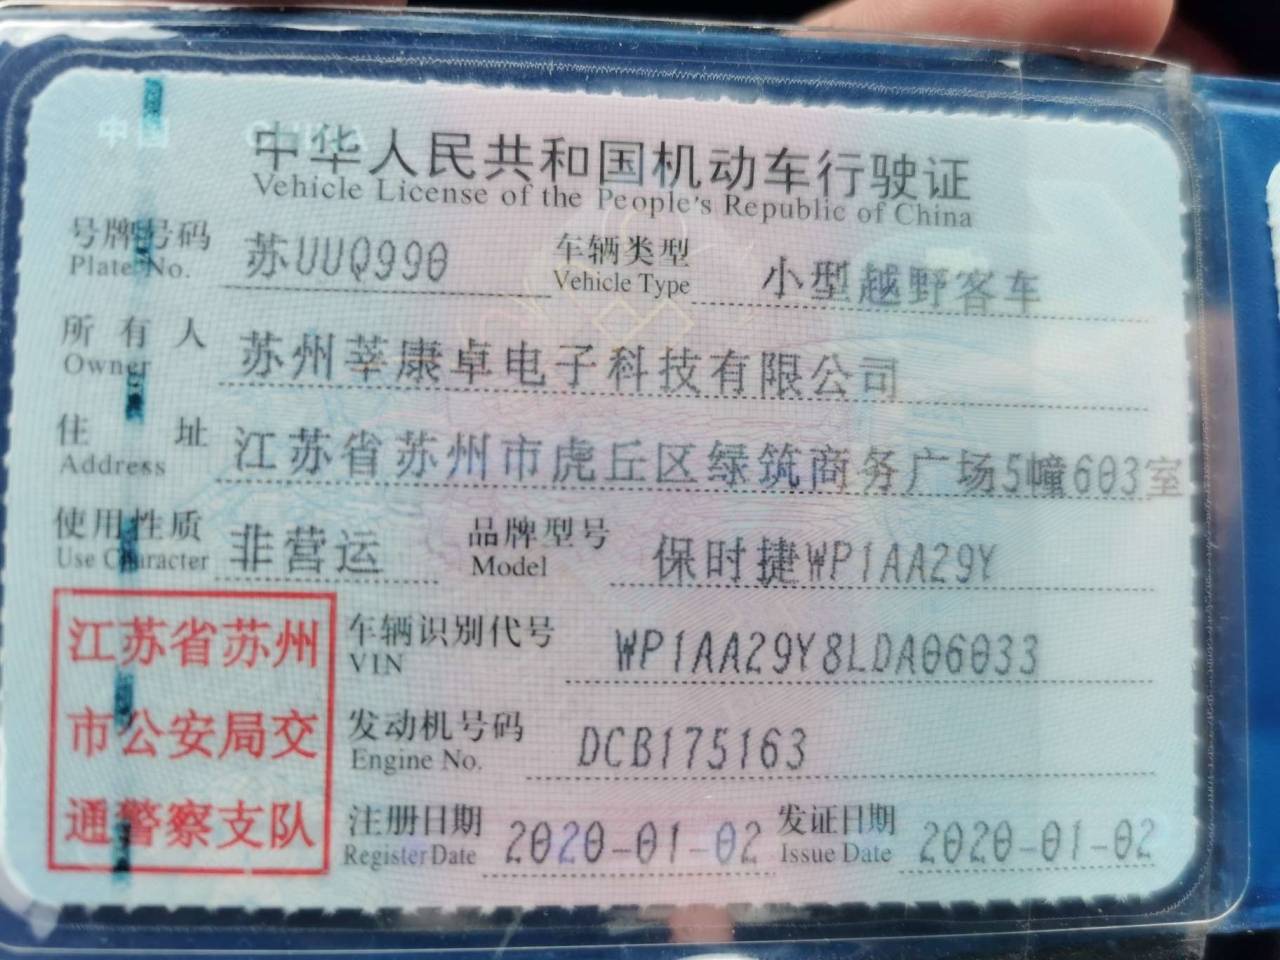 中华人民共和国机动车行驶证
Vehicle License of the People's Republic of China
号牌号码 苏UUQ990 车辆类型 小型越野客车
Plate No. Vehicle Type
所有人 苏州莘康卓电子科技有限公司
Owner
住址 江苏省苏州市虎丘区绿筑商务广场5幢603室
Address
使用性质 非营运 品牌型号 保时捷WP1AA29Y
Use Character Model
江苏省苏州
市公安局交
通警察支队
车辆识别代号 WP1AA29Y8LDA06033
VIN
发动机号码 DCB175163
Engine No.
注册日期 2020-01-02 发证日期 2020-01-02
Register Date Issue Date